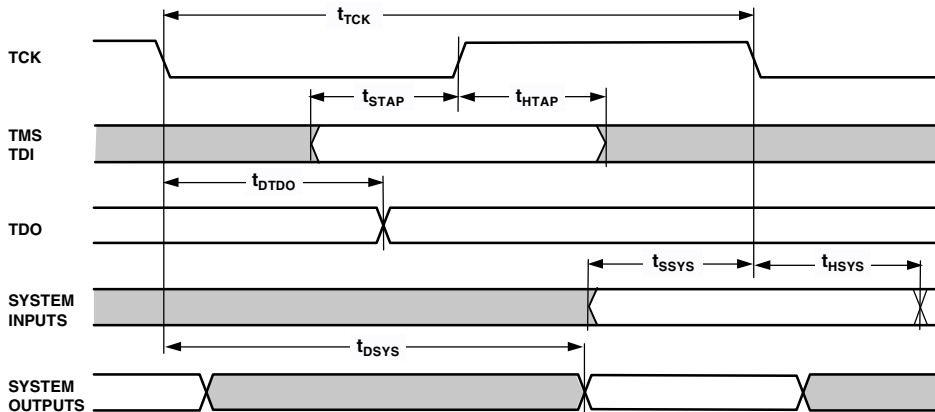 tTCK
TCK
tSTAP
tHTAP
TMS
TDI
tDTDO
TDO
tSSYS
tHSYS
SYSTEM
INPUTS
tDSYS
SYSTEM
OUTPUTS